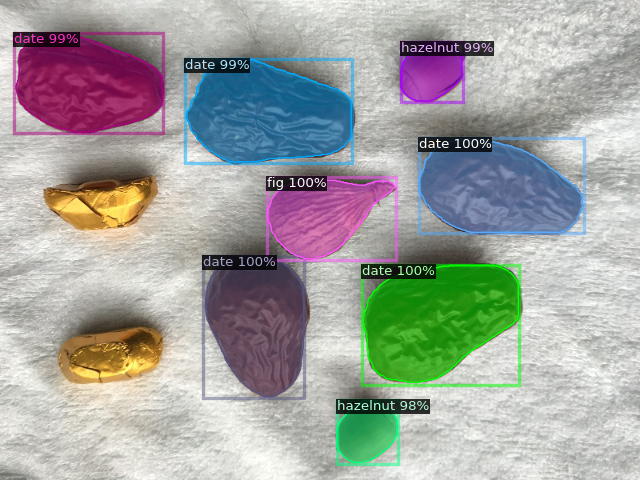 date 99%
date 99%
hazelnut 99%
date 100%
fig 100%
date 100%
date 100%
hazelnut 98%